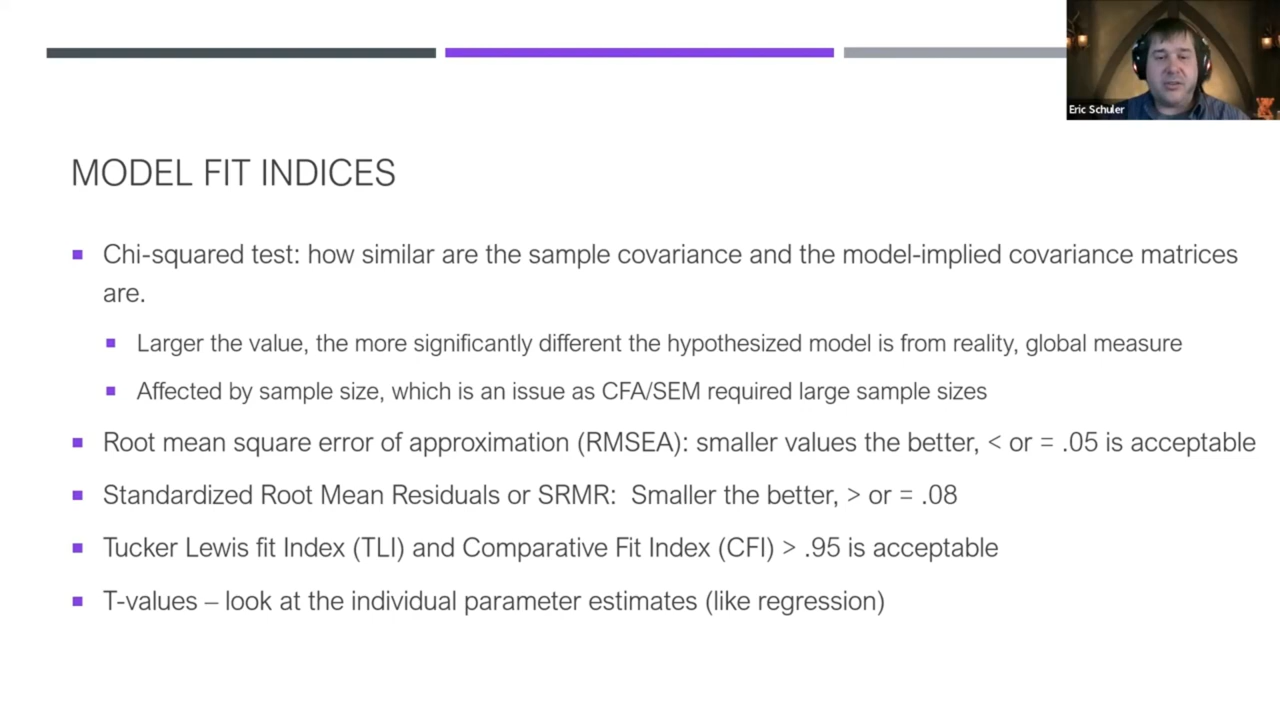 Eric Schuler
MODEL FIT INDICES
Chi-squared test: how similar are the sample covariance and the model-implied covariance matrices
are.
Larger the value, the more significantly different the hypothesized model is from reality, global measure
Affected by sample size, which is an issue as CFA/SEM required large sample sizes
Root mean square error of approximation (RMSEA): smaller values the better, < or = .05 is acceptable
Standardized Root Mean Residuals or SRMR: Smaller the better, > or = .08
Tucker Lewis fit Index (TLI) and Comparative Fit Index (CFI) > .95 is acceptable
T-values – look at the individual parameter estimates (like regression)